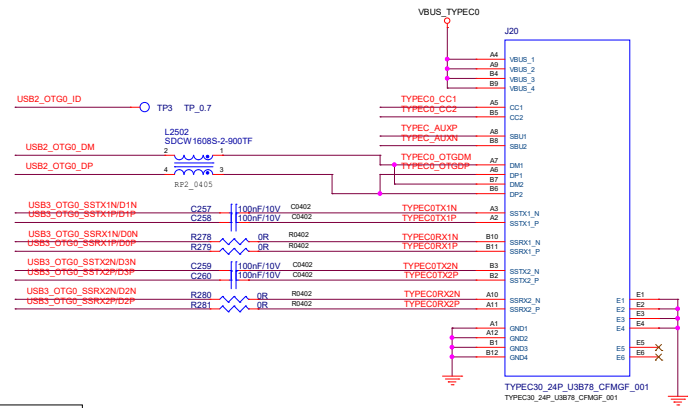 VBUS_TYPEC0
J20
A4 VBUS_1
A9 VBUS_2
B4 VBUS_3
B9 VBUS_4
USB2_OTG0_ID TP3 TP_0.7
TYPEC0_CC1 A5 CC1
TYPEC0_CC2 B5 CC2
TYPEC_AUXP A8 SBU1
TYPEC_AUXN B8 SBU2
L2502
SDCW1608S-2-900TF
USB2_OTG0_DM 2 1 TYPEC0_OTGDM A7 DM1
TYPEC0_OTGDP A6 DP1
USB2_OTG0_DP 4 3 B7 DM2
RP2_0405 B6 DP2
USB3_OTG0_SSTX1N/D1N C257 100nF/10V C0402 TYPEC0TX1N A3 SSTX1_N
USB3_OTG0_SSTX1P/D1P C258 100nF/10V C0402 TYPEC0TX1P A2 SSTX1_P
USB3_OTG0_SSRX1N/D0N R278 0R R0402 TYPEC0RX1N B10 SSRX1_N
USB3_OTG0_SSRX1P/D0P R279 0R R0402 TYPEC0RX1P B11 SSRX1_P
USB3_OTG0_SSTX2N/D3N C259 100nF/10V C0402 TYPEC0TX2N B3 SSTX2_N
USB3_OTG0_SSTX2P/D3P C260 100nF/10V C0402 TYPEC0TX2P B2 SSTX2_P
USB3_OTG0_SSRX2N/D2N R280 0R R0402 TYPEC0RX2N A10 SSRX2_N
USB3_OTG0_SSRX2P/D2P R281 0R R0402 TYPEC0RX2P A11 SSRX2_P
E1 E1
E2 E2
E3 E3
E4 E4
A1 GND1
A12 GND2
B1 GND3
B12 GND4
E5 E5
E6 E6
TYPEC30_24P_U3B78_CFMGF_001
TYPEC30_24P_U3B78_CFMGF_001